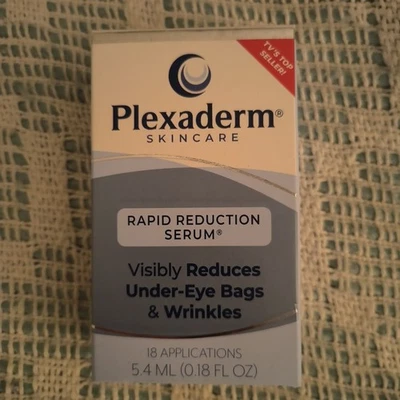 TV'S TOP
SELLER!
Plexaderm®
SKINCARE
RAPID REDUCTION
SERUM®
Visibly Reduces
Under-Eye Bags
& Wrinkles
18 APPLICATIONS
5.4 ML (0.18 FL OZ)